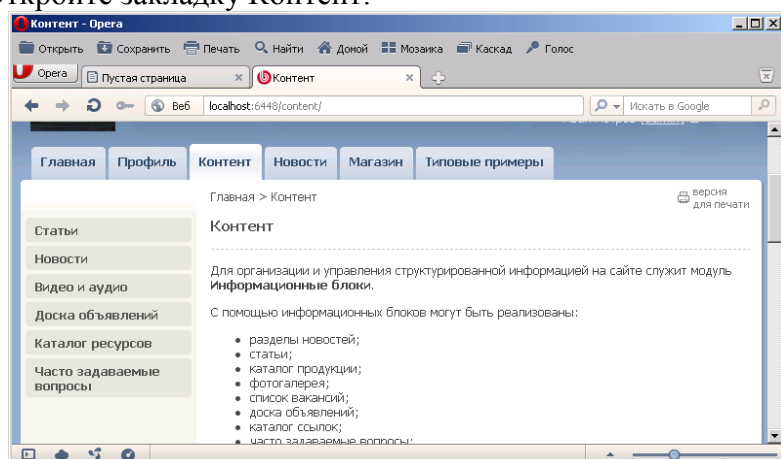 Откройте закладку Контент.
Контент - Opera
Открыть Сохранить Печать Найти Домой Мозаика Каскад Голос
Opera Пустая страница Контент
Веб localhost:6448/content/ Искать в Google
Главная Профиль Контент Новости Магазин Типовые примеры
Главная > Контент
версия
для печати
Контент
Статьи
Новости
Видео и аудио
Доска объявлений
Каталог ресурсов
Часто задаваемые
вопросы
Для организации и управления структурированной информацией на сайте служит модуль
Информационные блоки.
С помощью информационных блоков могут быть реализованы:
разделы новостей;
статьи;
каталог продукции;
фотогалерея;
список вакансий;
доска объявлений;
каталог ссылок;
часто задаваемые вопросы;